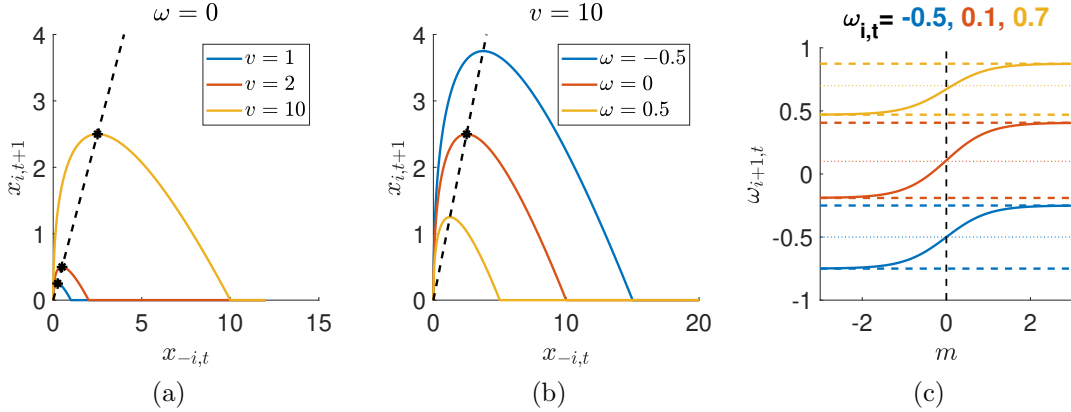 ω = 0
4
3
2
1
0
0
5
10
15
x_{i,t+1}
x_{-i,t}
v = 1
v = 2
v = 10
(a)
v = 10
4
3
2
1
0
0
10
20
x_{i,t+1}
x_{-i,t}
ω = −0.5
ω = 0
ω = 0.5
(b)
ω_{i,t}= -0.5, 0.1, 0.7
1
0.5
0
-0.5
-1
-2
0
2
ω_{i+1,t}
m
(c)